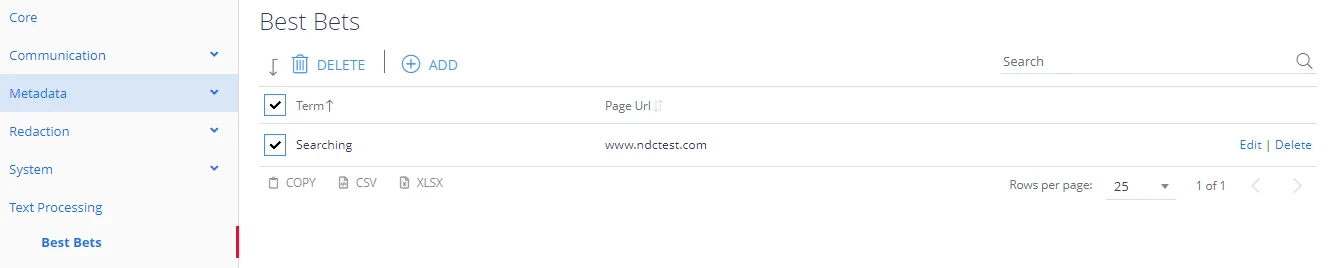 Core
Communication
Metadata
Redaction
System
Text Processing
Best Bets
Best Bets
DELETE | ADD
Search
Term Page Url
Searching www.ndctest.com Edit | Delete
COPY CSV XLSX
Rows per page: 25 1 of 1